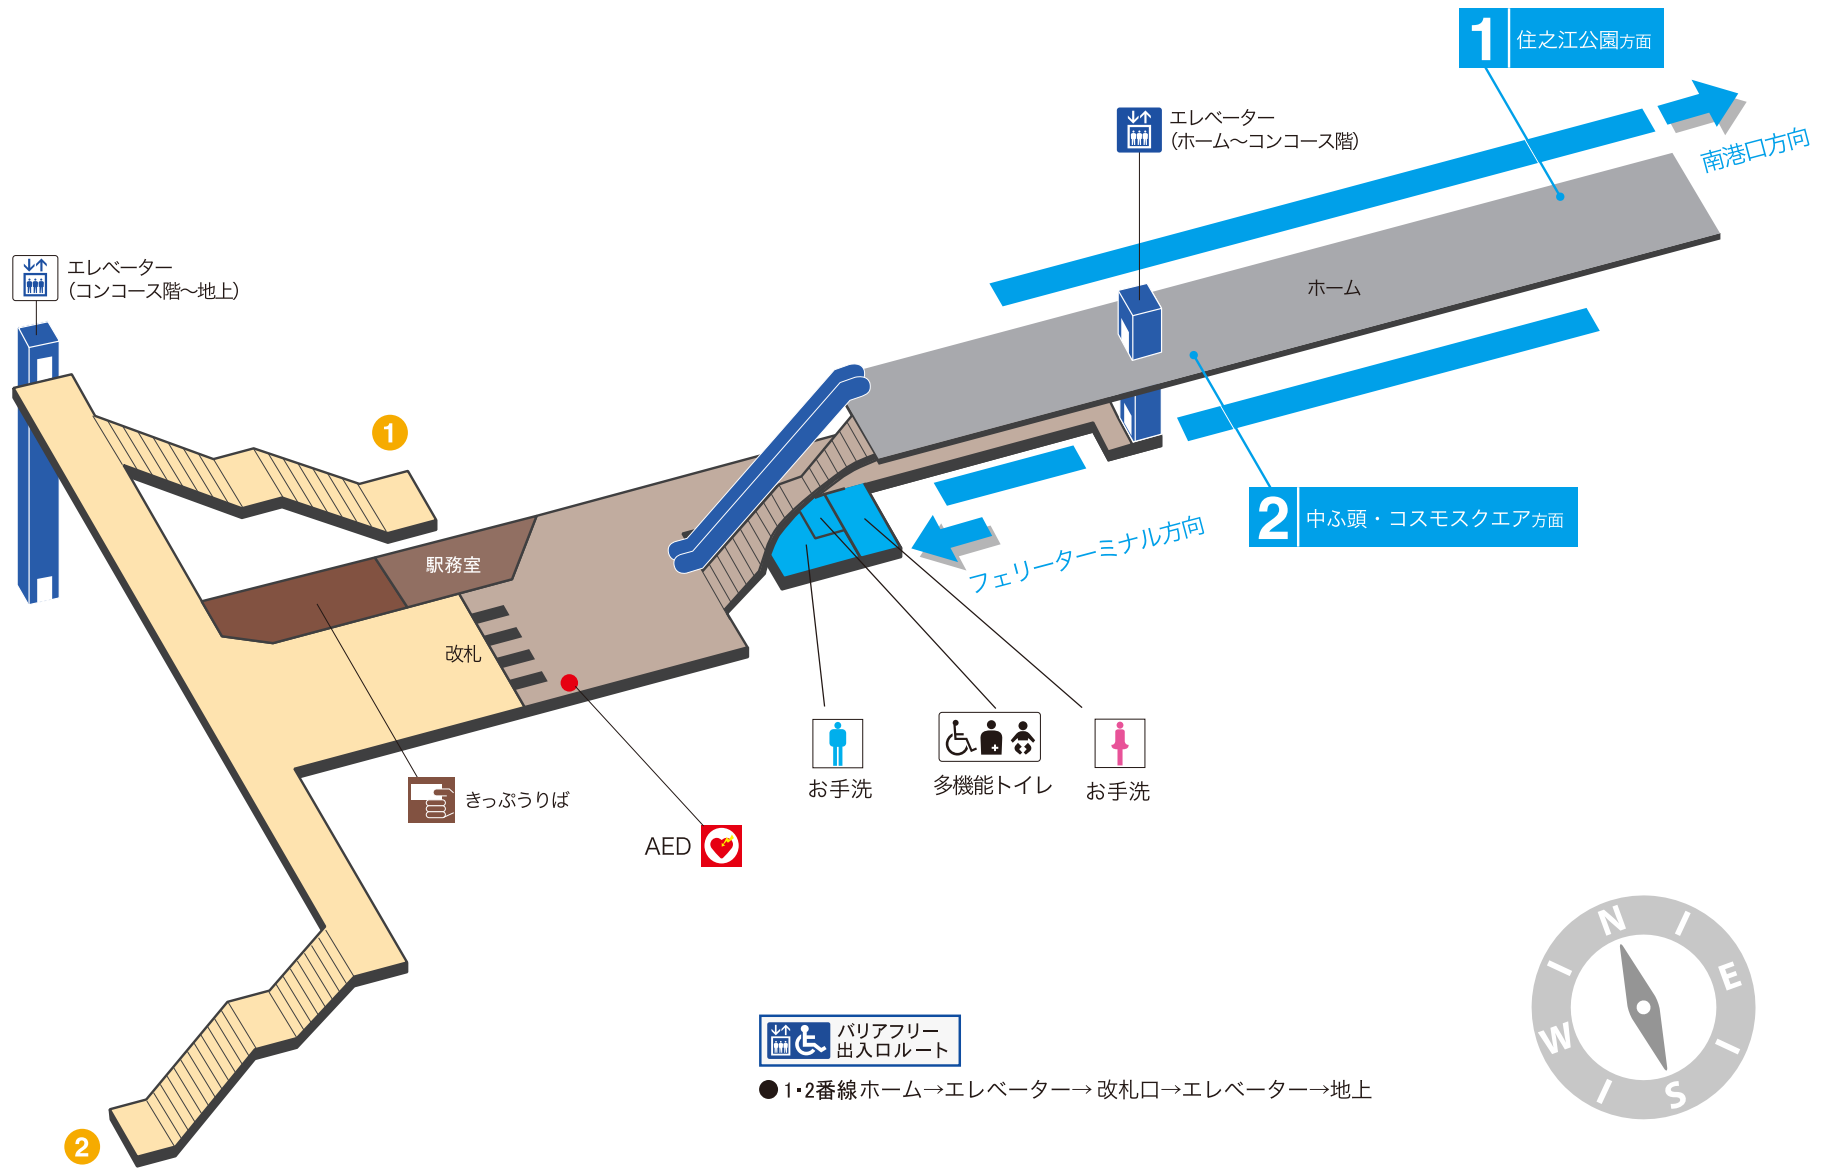 1 住之江公園方面
エレベーター
（ホーム～コンコース階）
南港口方向
エレベーター
（コンコース階～地上）
ホーム
1
駅務室
2 中ふ頭・コスモスクエア方面
フェリーターミナル方向
改札
お手洗
多機能トイレ
お手洗
きっぷうりば
AED
N
E
W
S
バリアフリー
出入口ルート
●1・2番線ホーム→エレベーター→改札口→エレベーター→地上
2